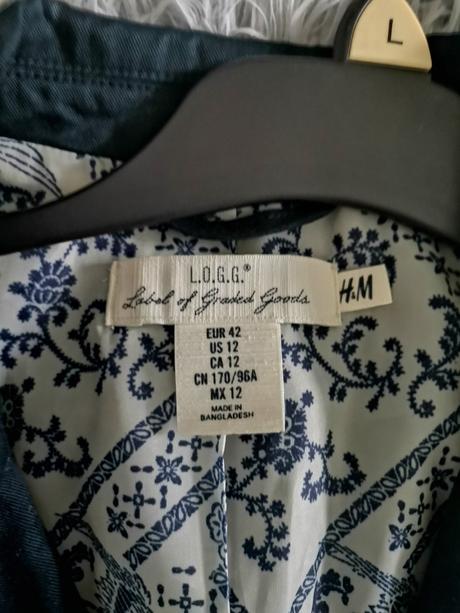 L
L.O.G.G.®
Label of Graded Goods
H&M
EUR 42
US 12
CA 12
CN 170/96A
MX 12
MADE IN
BANGLADESH